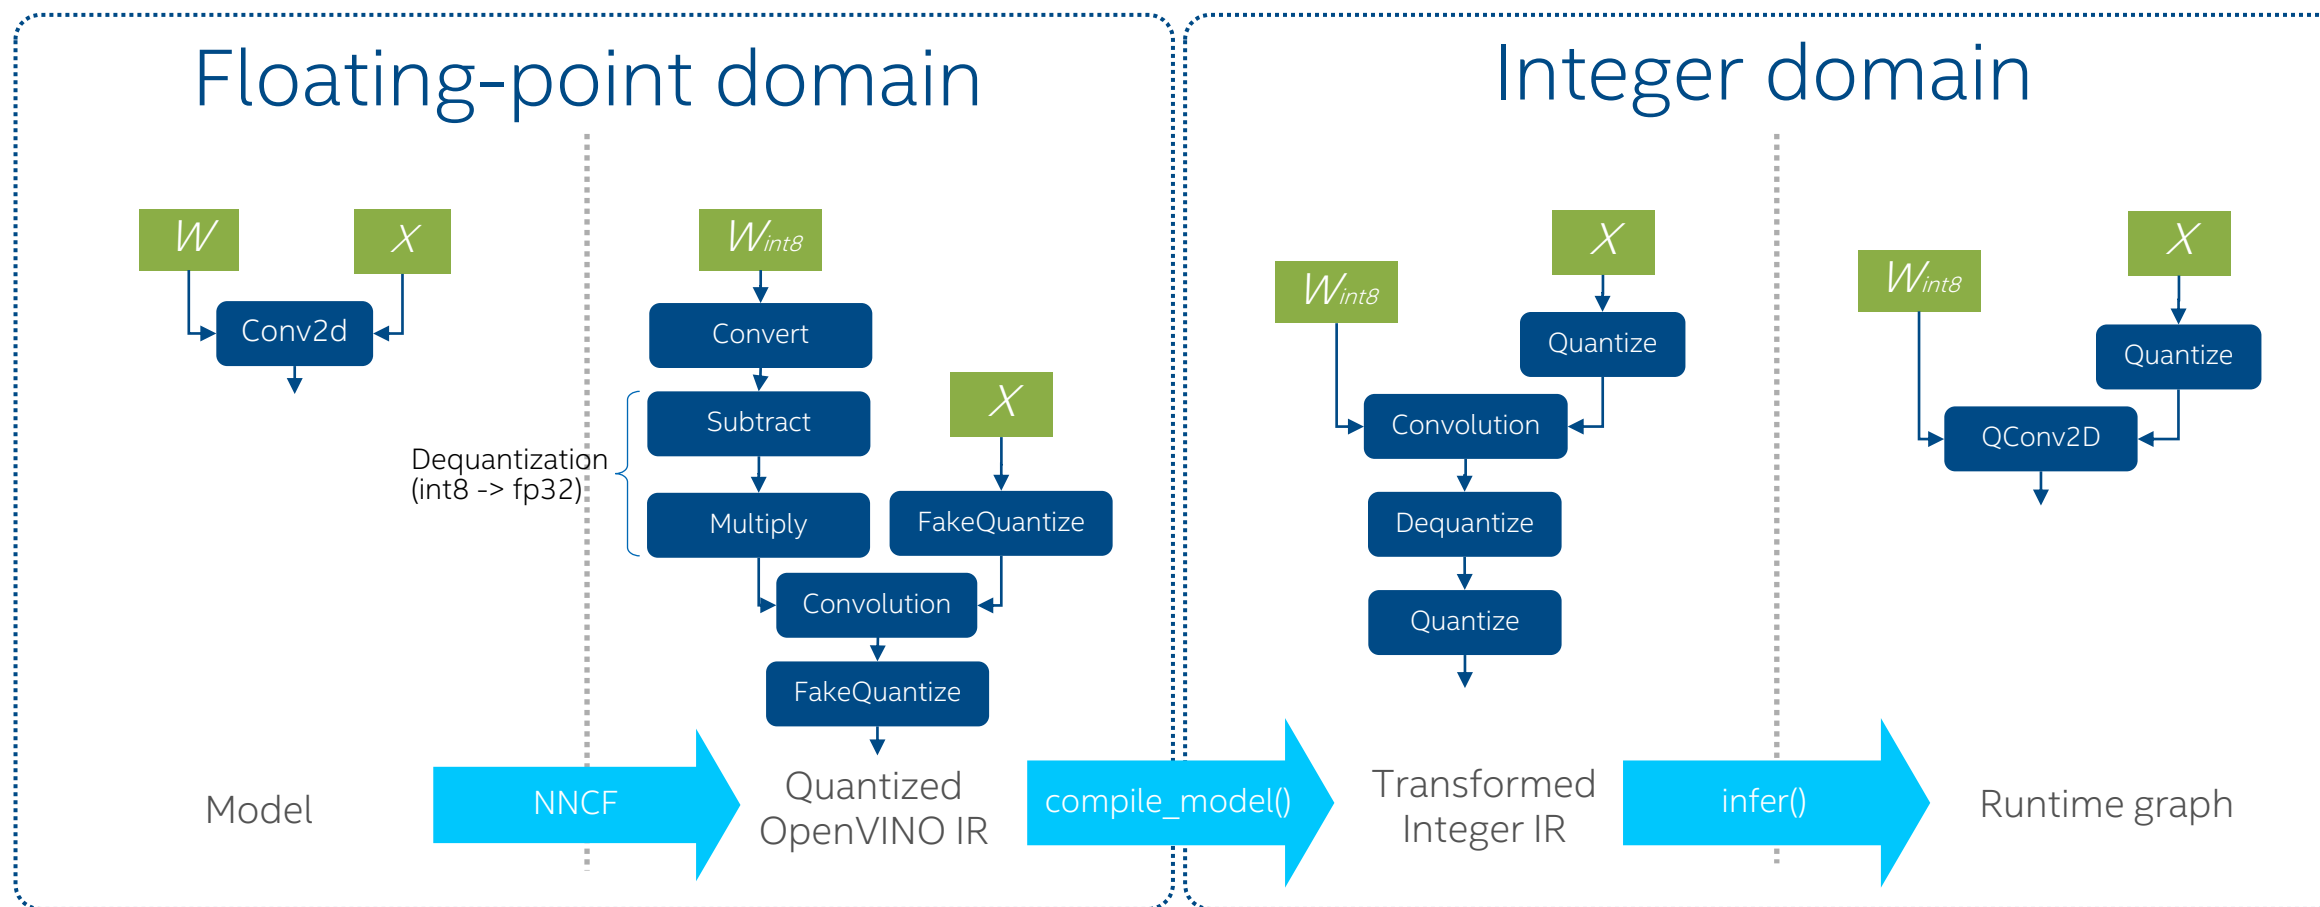 Floating-point domain
Integer domain
W
X
Conv2d
Wint8
Convert
Subtract
Multiply
Dequantization
(int8 -> fp32)
X
FakeQuantize
Convolution
FakeQuantize
Wint8
X
Quantize
Convolution
Dequantize
Quantize
Wint8
X
Quantize
QConv2D
Model
NNCF
Quantized
OpenVINO IR
compile_model()
Transformed
Integer IR
infer()
Runtime graph